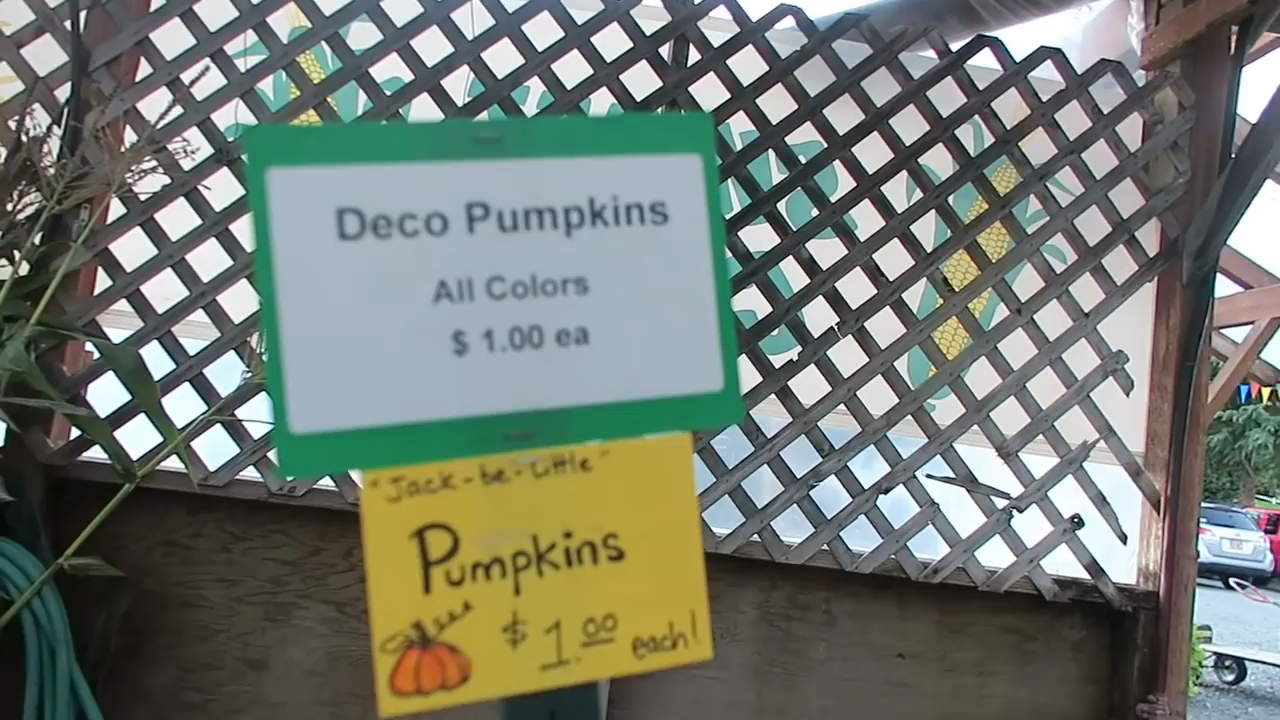 Deco Pumpkins
All Colors
$ 1.00 ea
"Jack-be-Little"
Pumpkins
$ 1.00 each!